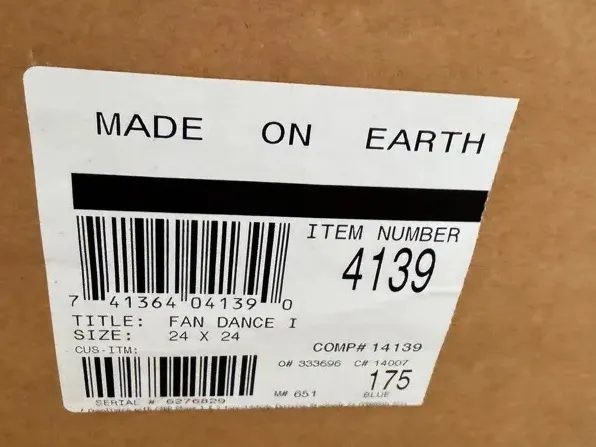 MADE ON EARTH
ITEM NUMBER
4139
7 41364 04139 0
TITLE: FAN DANCE I
SIZE: 24 X 24
CUS-ITM:
COMP# 14139
O# 333696 C# 14007
175
M# 651 BLUE
SERIAL # 6276829